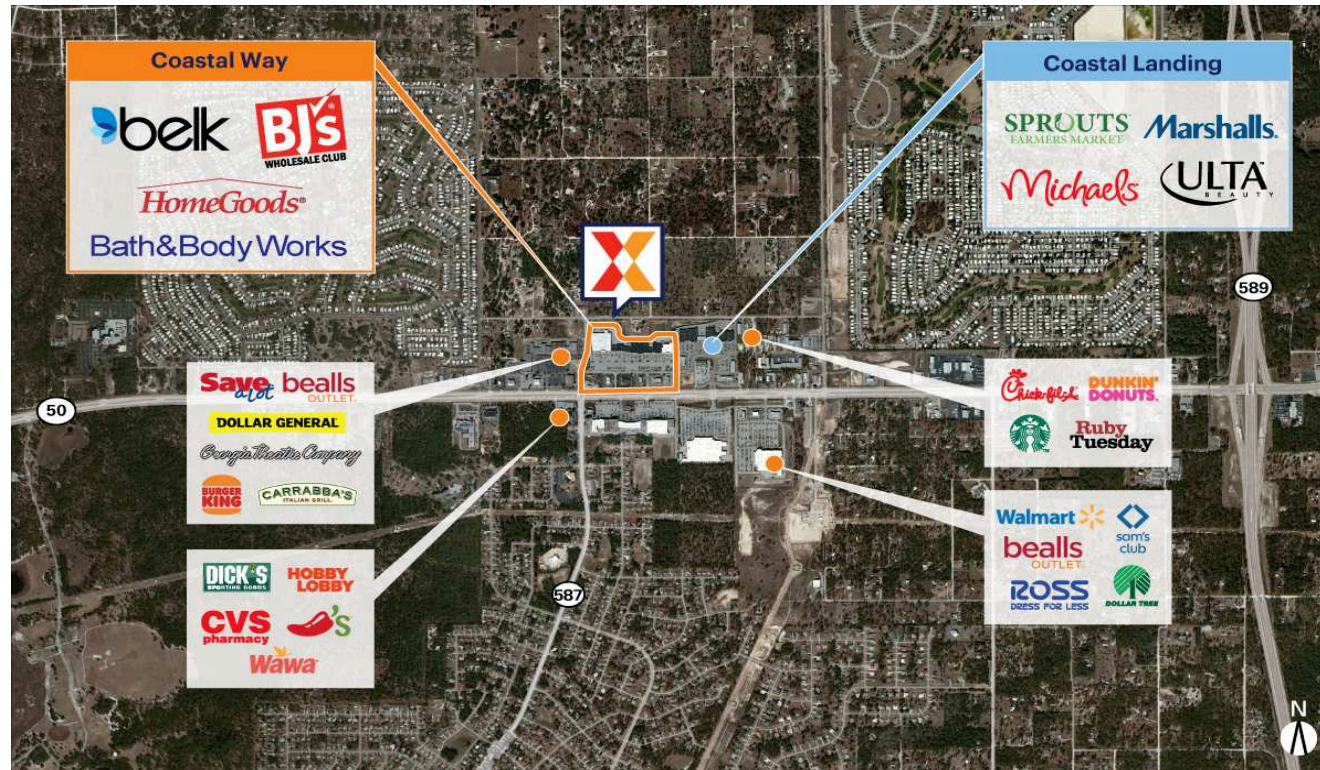 Coastal Way
belk
BJ's
WHOLESALE CLUB
HomeGoods®
Bath&Body Works
Coastal Landing
SPROUTS
FARMERS MARKET
Marshalls.
Michaels
ULTA
BEAUTY
589
50
587
Save
a lot
bealls
OUTLET.
DOLLAR GENERAL
Georgia Theatre Company
BURGER
KING
CARRABBA'S
ITALIAN GRILL
DICK'S
SPORTING GOODS
HOBBY
LOBBY
CVS
pharmacy
's
Wawa
Chick-fil-&
DUNKIN'
DONUTS.
Ruby
Tuesday
Walmart
sam's
club
bealls
OUTLET.
ROSS
DRESS FOR LESS
DOLLAR TREE
N